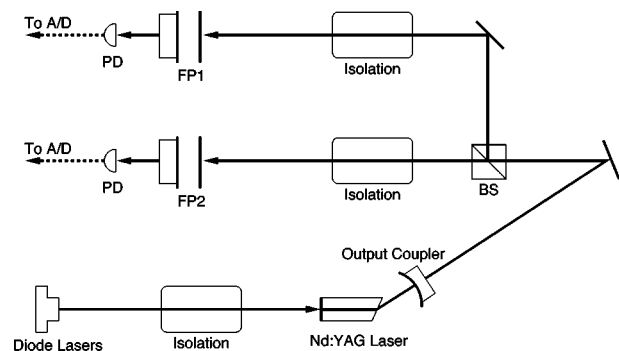 To A/D
PD
FP1
Isolation
To A/D
PD
FP2
Isolation
BS
Output Coupler
Diode Lasers
Isolation
Nd:YAG Laser